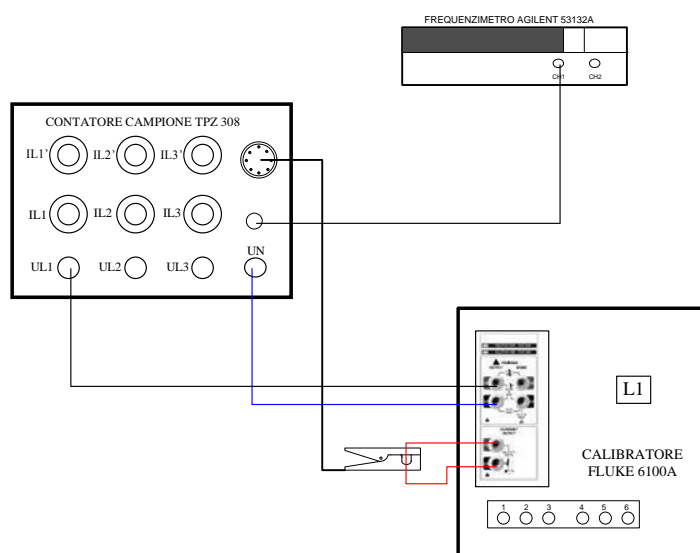 FREQUENZIMETRO AGILENT 53132A
CH1 CH2
CONTATORE CAMPIONE TPZ 308
IL1' IL2' IL3'
IL1 IL2 IL3
UN
UL1 UL2 UL3
L1
CALIBRATORE
FLUKE 6100A
1 2 3 4 5 6